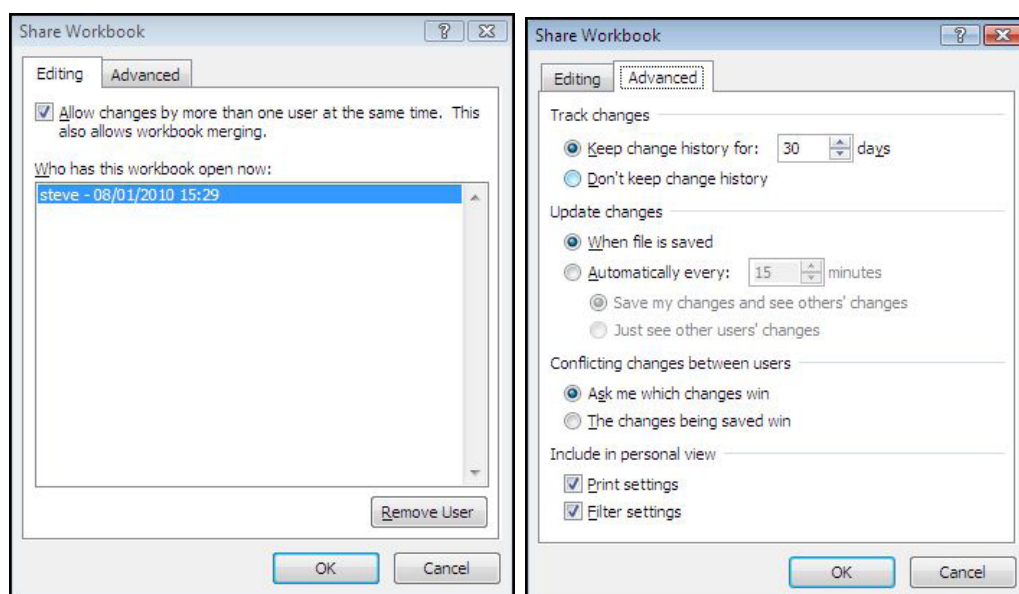 Share Workbook
Editing Advanced
Allow changes by more than one user at the same time. This
also allows workbook merging.
Who has this workbook open now:
steve - 08/01/2010 15:29
Remove User
OK Cancel
Share Workbook
Editing Advanced
Track changes
Keep change history for: 30 days
Don't keep change history
Update changes
When file is saved
Automatically every: 15 minutes
Save my changes and see others' changes
Just see other users' changes
Conflicting changes between users
Ask me which changes win
The changes being saved win
Include in personal view
Print settings
Filter settings
OK Cancel